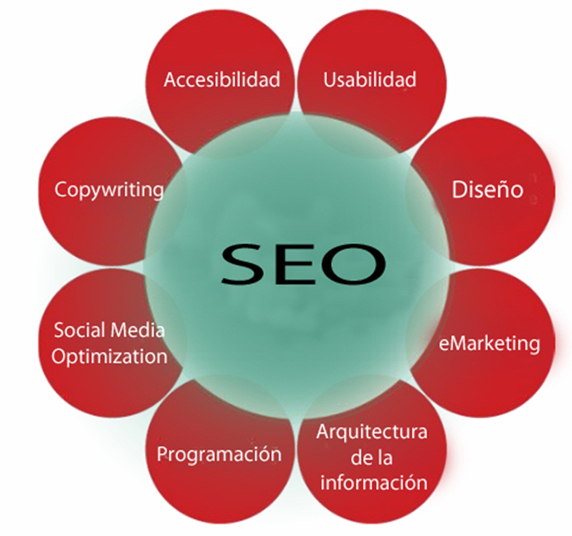 Accesibilidad
Usabilidad
Copywriting
Diseño
SEO
Social Media
Optimization
eMarketing
Programación
Arquitectura
de la
información